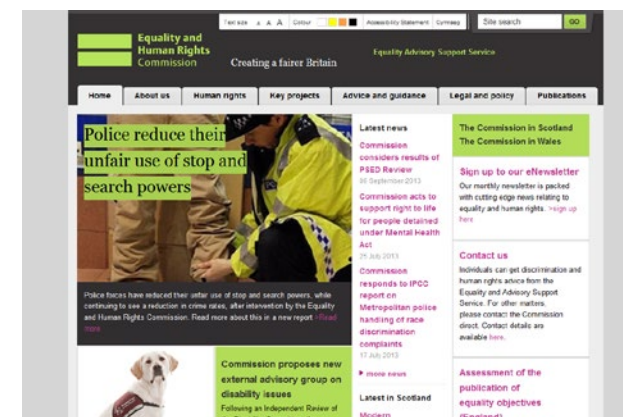 Text size A A A Colour Accessibility Statement Cymraeg Site search GO
Equality and
Human Rights
Commission
Creating a fairer Britain
Equality Advisory Support Service
Home About us Human rights Key projects Advice and guidance Legal and policy Publications
Police reduce their
unfair use of stop and
search powers
Police forces have reduced their unfair use of stop and search powers, while
continuing to see a reduction in crime rates, after intervention by the Equality
and Human Rights Commission. Read more about this in a new report >Read
more
Commission proposes new
external advisory group on
disability issues
Following an Independent Review of
Latest news
Commission
considers results of
PSED Review
06 September 2013
Commission acts to
support right to life
for people detained
under Mental Health
Act
25 July 2013
Commission
responds to IPCC
report on
Metropolitan police
handling of race
discrimination
complaints
17 July 2013
more news
Latest in Scotland
Modern
The Commission in Scotland
The Commission in Wales
Sign up to our eNewsletter
Our monthly newsletter is packed
with cutting edge news relating to
equality and human rights. >sign up
here
Contact us
Individuals can get discrimination and
human rights advice from the
Equality and Advisory Support
Service. For other matters,
please contact the Commission
direct. Contact details are
available here.
Assessment of the
publication of
equality objectives
(England)